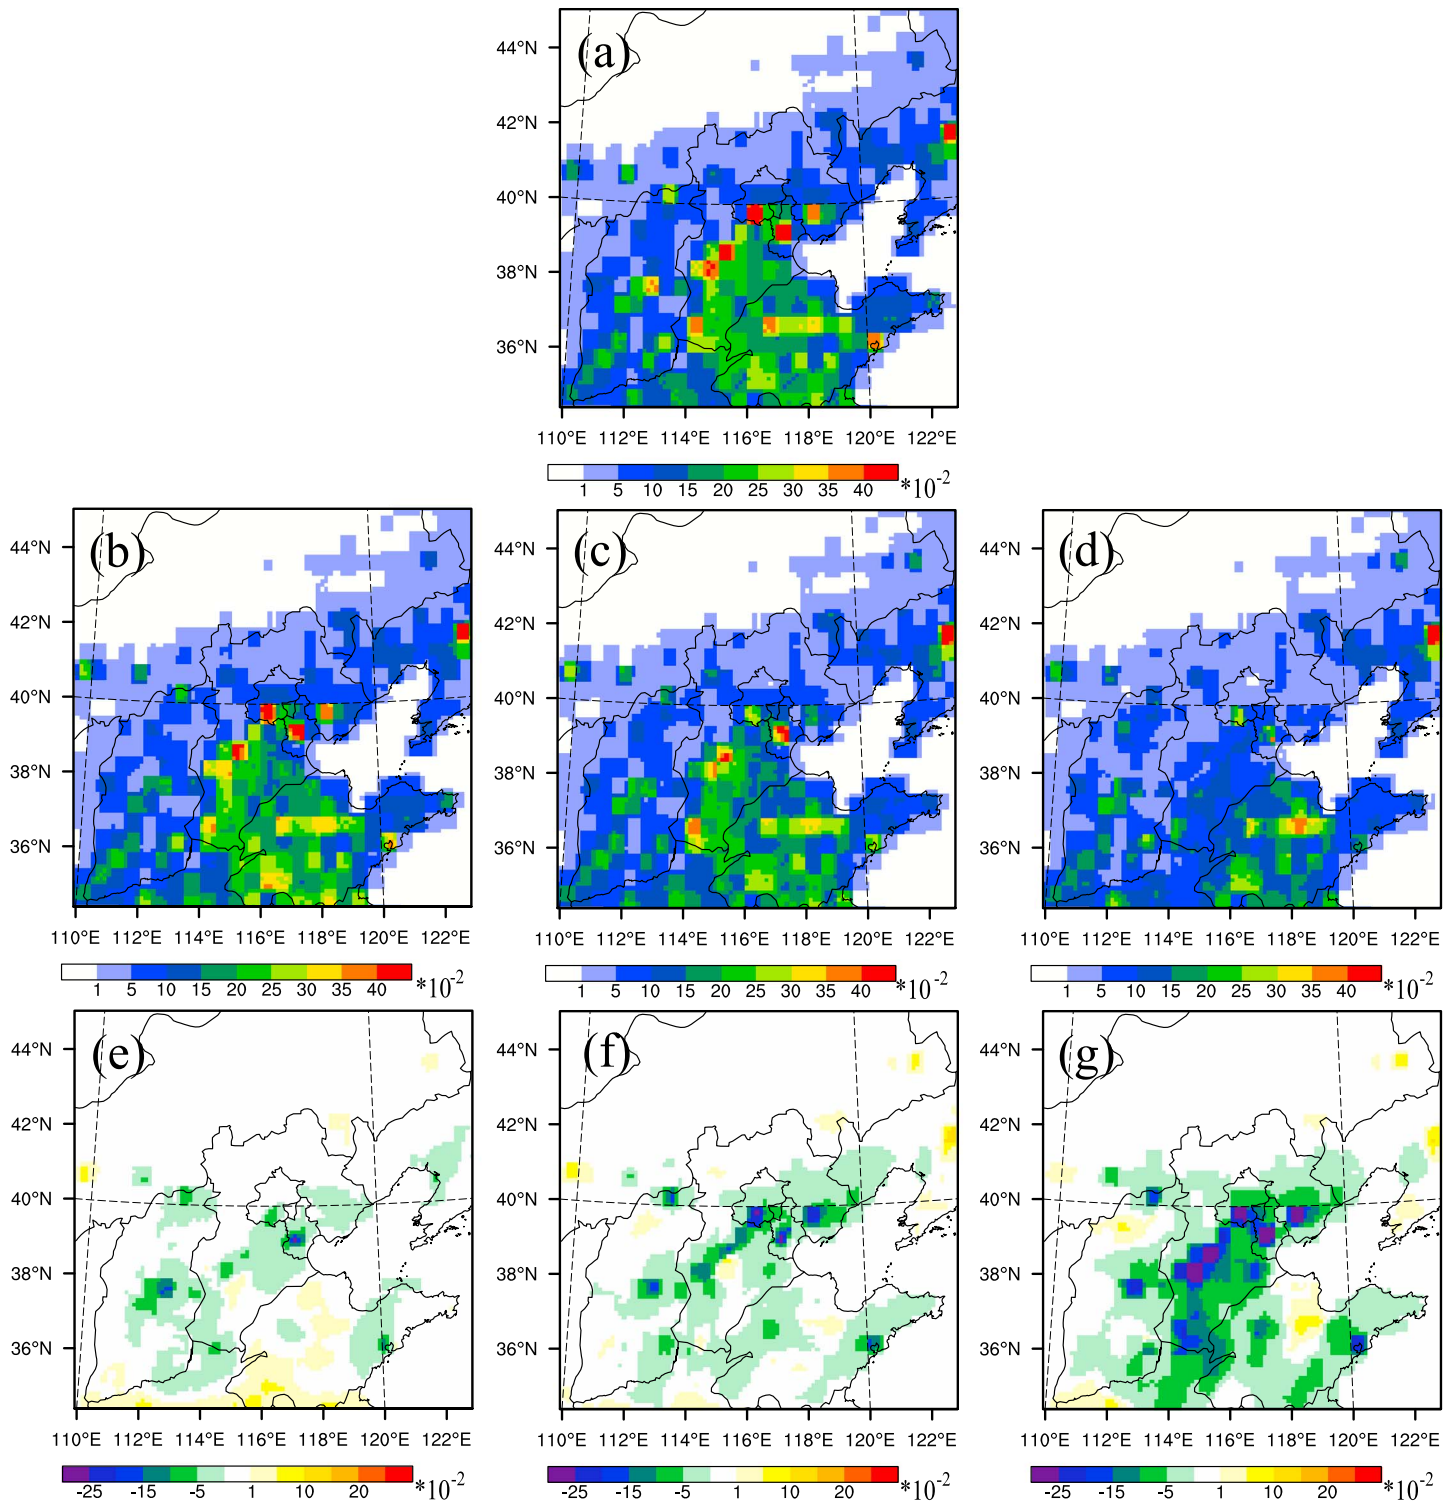 (a)
44°N
42°N
40°N
38°N
36°N
110°E 112°E 114°E 116°E 118°E 120°E 122°E
1 5 10 15 20 25 30 35 40 *10-2
(b) (c) (d)
44°N 44°N 44°N
42°N 42°N 42°N
40°N 40°N 40°N
38°N 38°N 38°N
36°N 36°N 36°N
110°E 112°E 114°E 116°E 118°E 120°E 122°E 110°E 112°E 114°E 116°E 118°E 120°E 122°E 110°E 112°E 114°E 116°E 118°E 120°E 122°E
1 5 10 15 20 25 30 35 40 *10-2 1 5 10 15 20 25 30 35 40 *10-2 1 5 10 15 20 25 30 35 40 *10-2
(e) (f) (g)
44°N 44°N 44°N
42°N 42°N 42°N
40°N 40°N 40°N
38°N 38°N 38°N
36°N 36°N 36°N
110°E 112°E 114°E 116°E 118°E 120°E 122°E 110°E 112°E 114°E 116°E 118°E 120°E 122°E 110°E 112°E 114°E 116°E 118°E 120°E 122°E
-25 -15 -5 1 10 20 *10-2 -25 -15 -5 1 10 20 *10-2 -25 -15 -5 1 10 20 *10-2